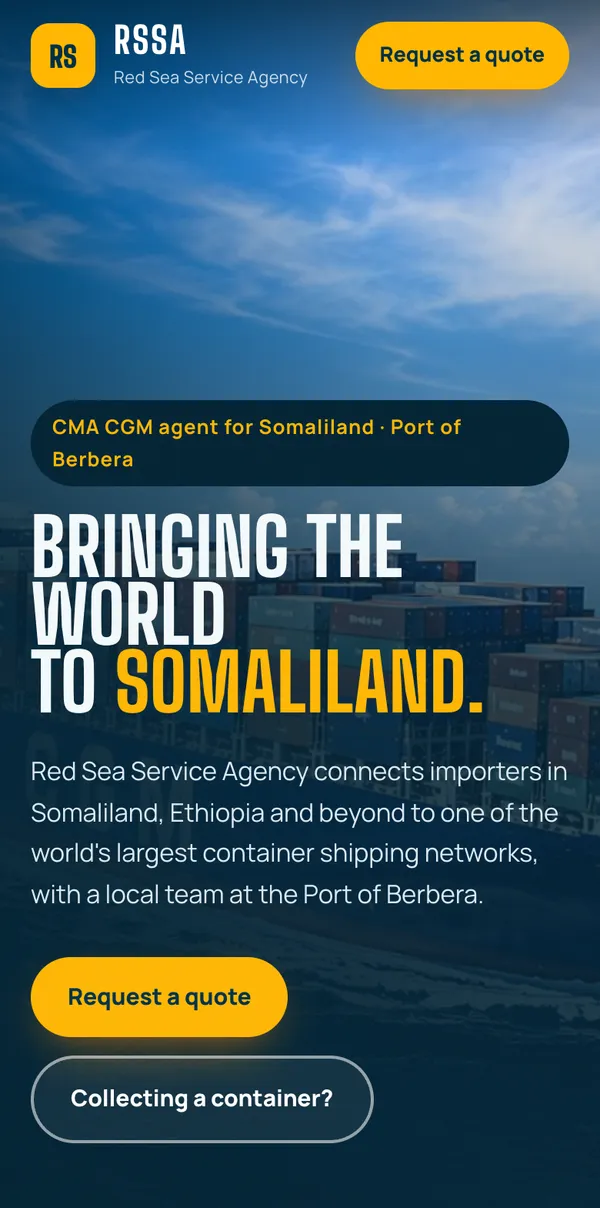 RS
RSSA
Red Sea Service Agency
Request a quote
CMA CGM agent for Somaliland · Port of
Berbera
BRINGING THE
WORLD
TO SOMALILAND.
Red Sea Service Agency connects importers in
Somaliland, Ethiopia and beyond to one of the
world's largest container shipping networks,
with a local team at the Port of Berbera.
Request a quote
Collecting a container?